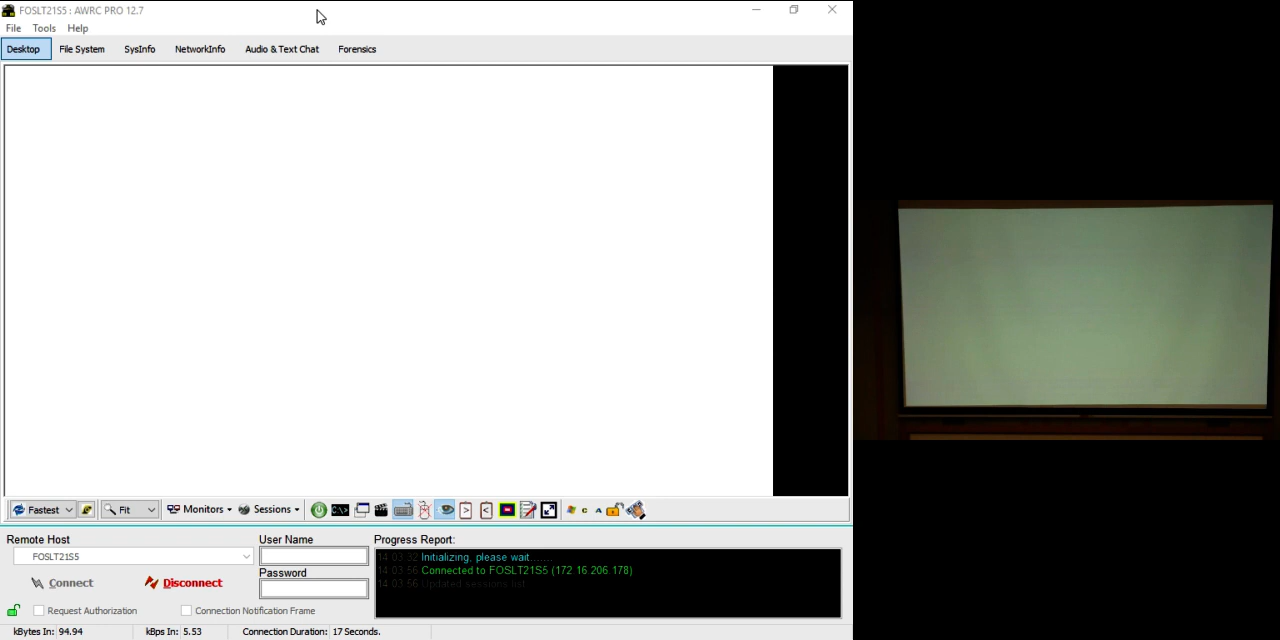 FOSLT21S5 : AWRC PRO 12.7
File Tools Help
Desktop File System SysInfo NetworkInfo Audio & Text Chat Forensics
Fastest Fit Monitors Sessions
Remote Host
FOSLT21S5
Connect Disconnect
Request Authorization Connection Notification Frame
User Name
Password
Progress Report:
14:03:32 Initializing, please wait......
14:03:56 Connected to FOSLT21S5 (172 16 206 178)
14:03:56 Updated sessions list
kBytes In: 94.94 kBps In: 5.53 Connection Duration: 17 Seconds.